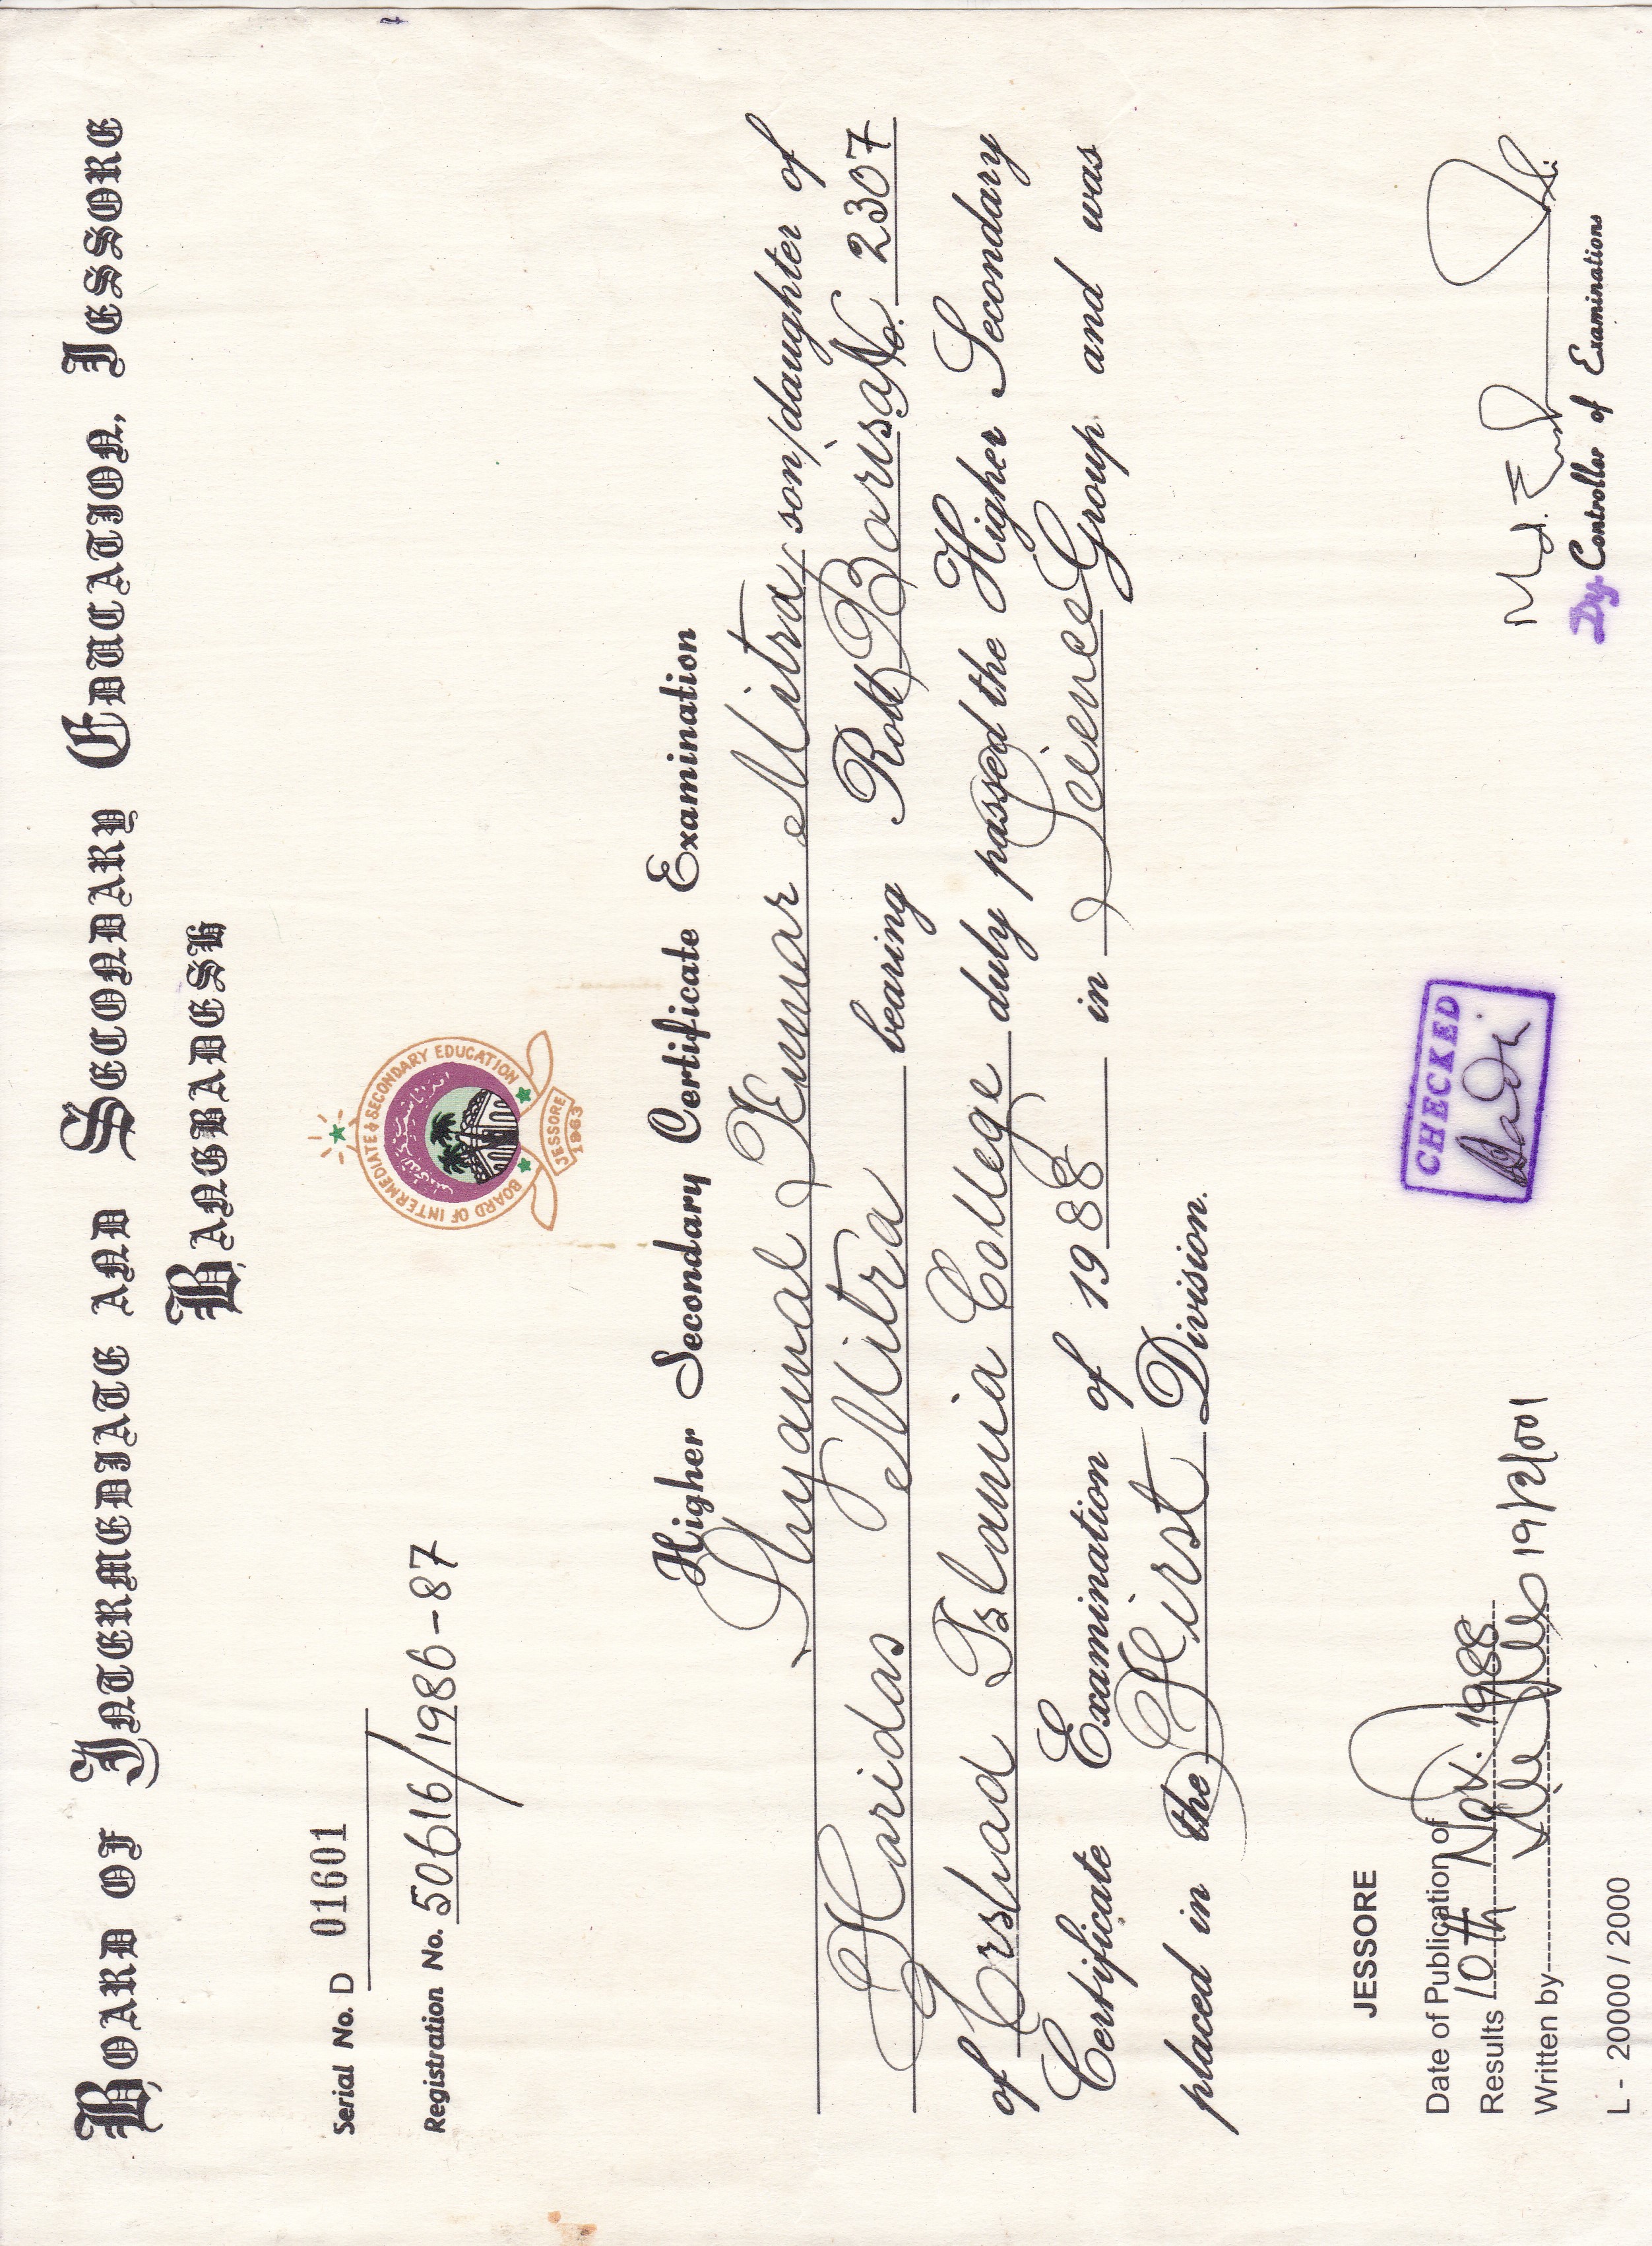 BOARD OF INTERMEDIATE AND SECONDARY EDUCATION, JESSORE
BANGLADESH
Serial No. D 01601
Registration No. 50616/1986-87
BOARD OF INTERMEDIATE & SECONDARY EDUCATION
JESSORE
1963
Higher Secondary Certificate Examination
Shyamal Kumar Mitra son/daughter of
Haridas Mitra bearing Roll Barisal No. 2307
of Ershad Islamia College duly passed the Higher Secondary
Certificate Examination of 1988 in Science Group and was
placed in the First Division.
JESSORE
Date of Publication of
Results 10th Nov. 1988
Written by 19/2/2001
CHECKED
Dy. Controller of Examinations
L - 20000 / 2000